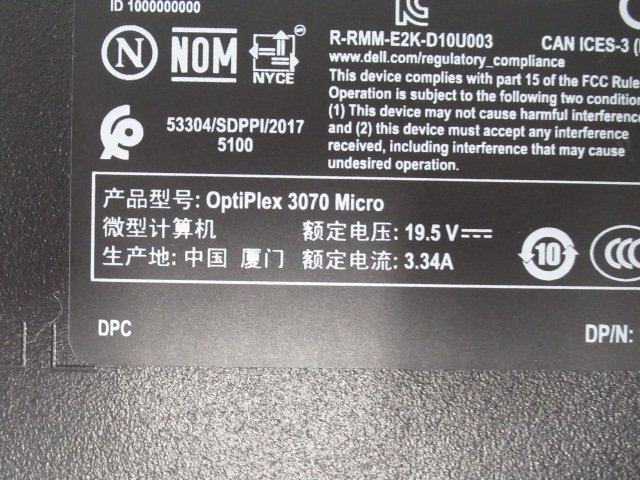 ID 1000000000
N NOM NYCE
R-RMM-E2K-D10U003 CAN ICES-3
www.dell.com/regulatory_compliance
This device complies with part 15 of the FCC Rule
Operation is subject to the following two condition
(1) This device may not cause harmful interference
and (2) this device must accept any interference
received, including interference that may cause
undesired operation.
53304/SDPPI/2017
5100
产品型号: OptiPlex 3070 Micro
微型计算机 额定电压: 19.5 V
生产地: 中国 厦门 额定电流: 3.34A
10
CCC
DPC DP/N: